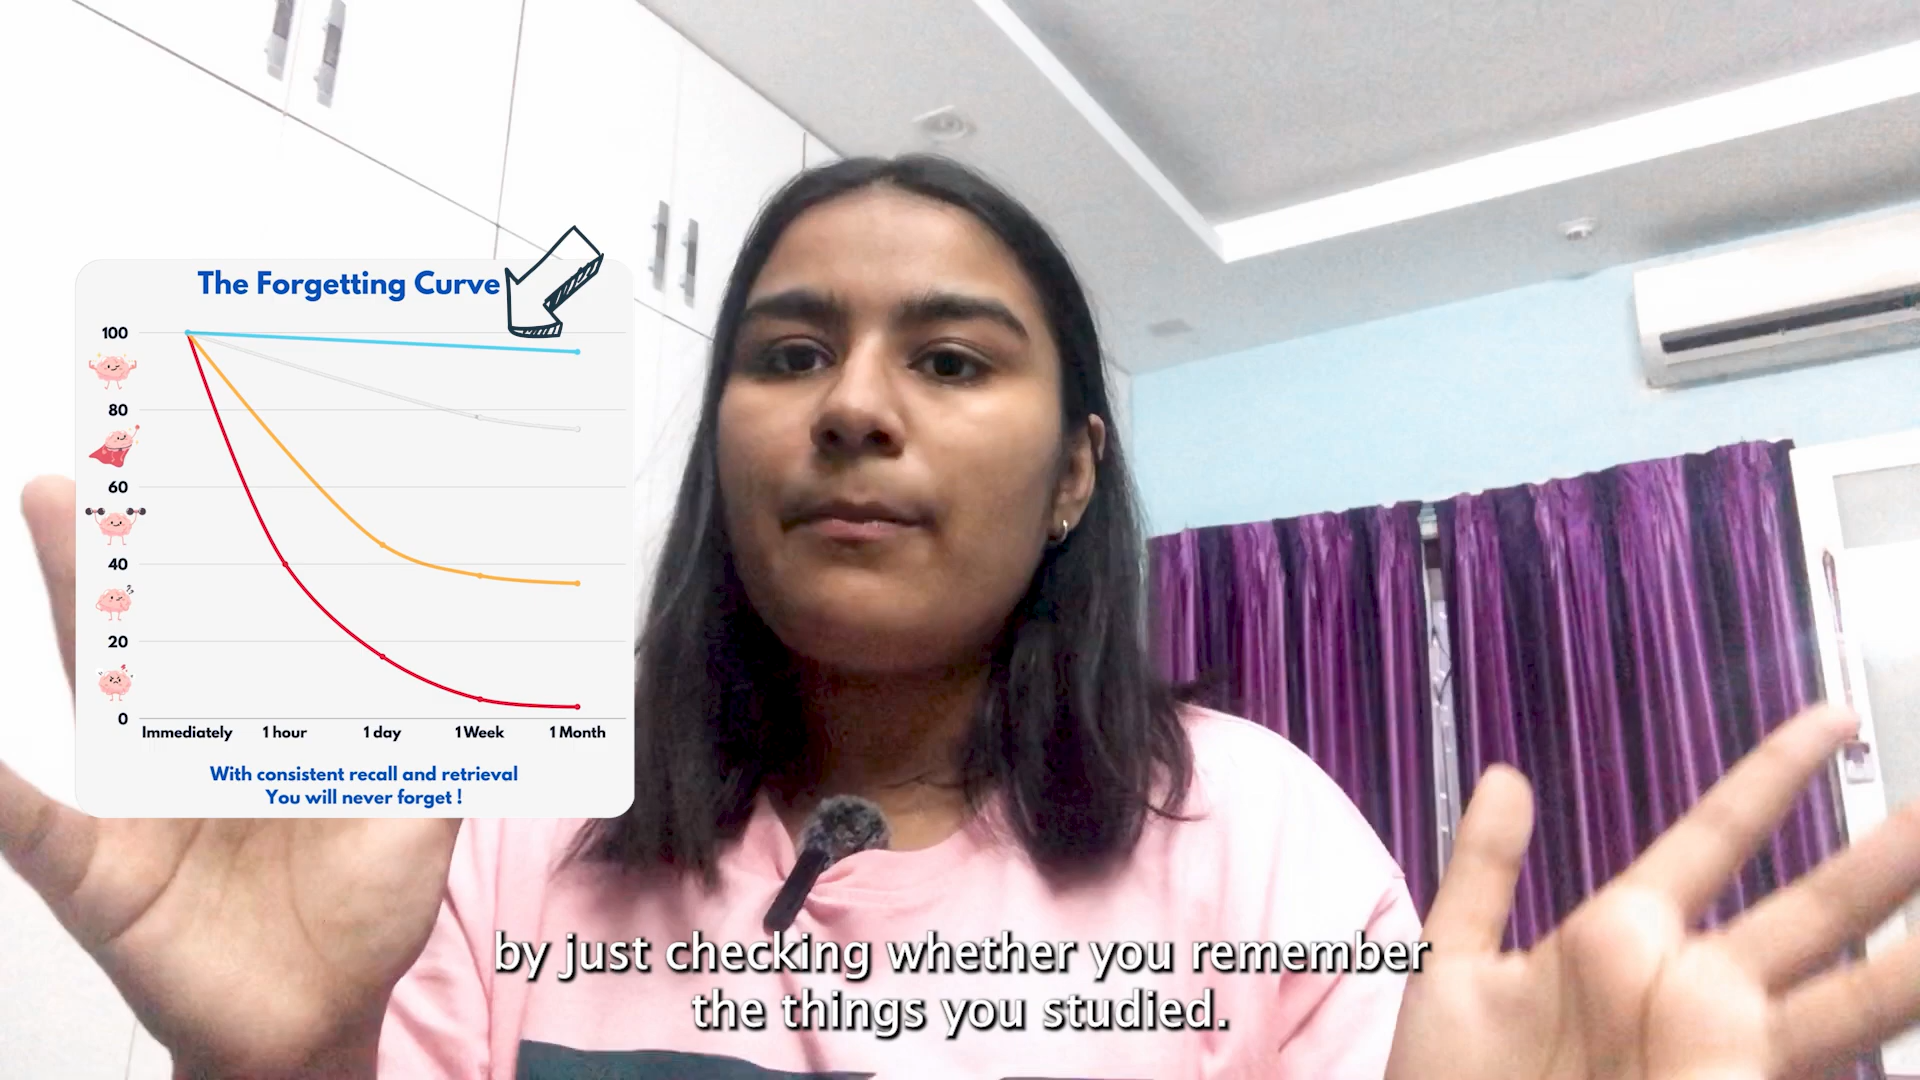 The Forgetting Curve
100
80
60
40
20
0
Immediately 1 hour 1 day 1 Week 1 Month
With consistent recall and retrieval
You will never forget !
by just checking whether you remember
the things you studied.